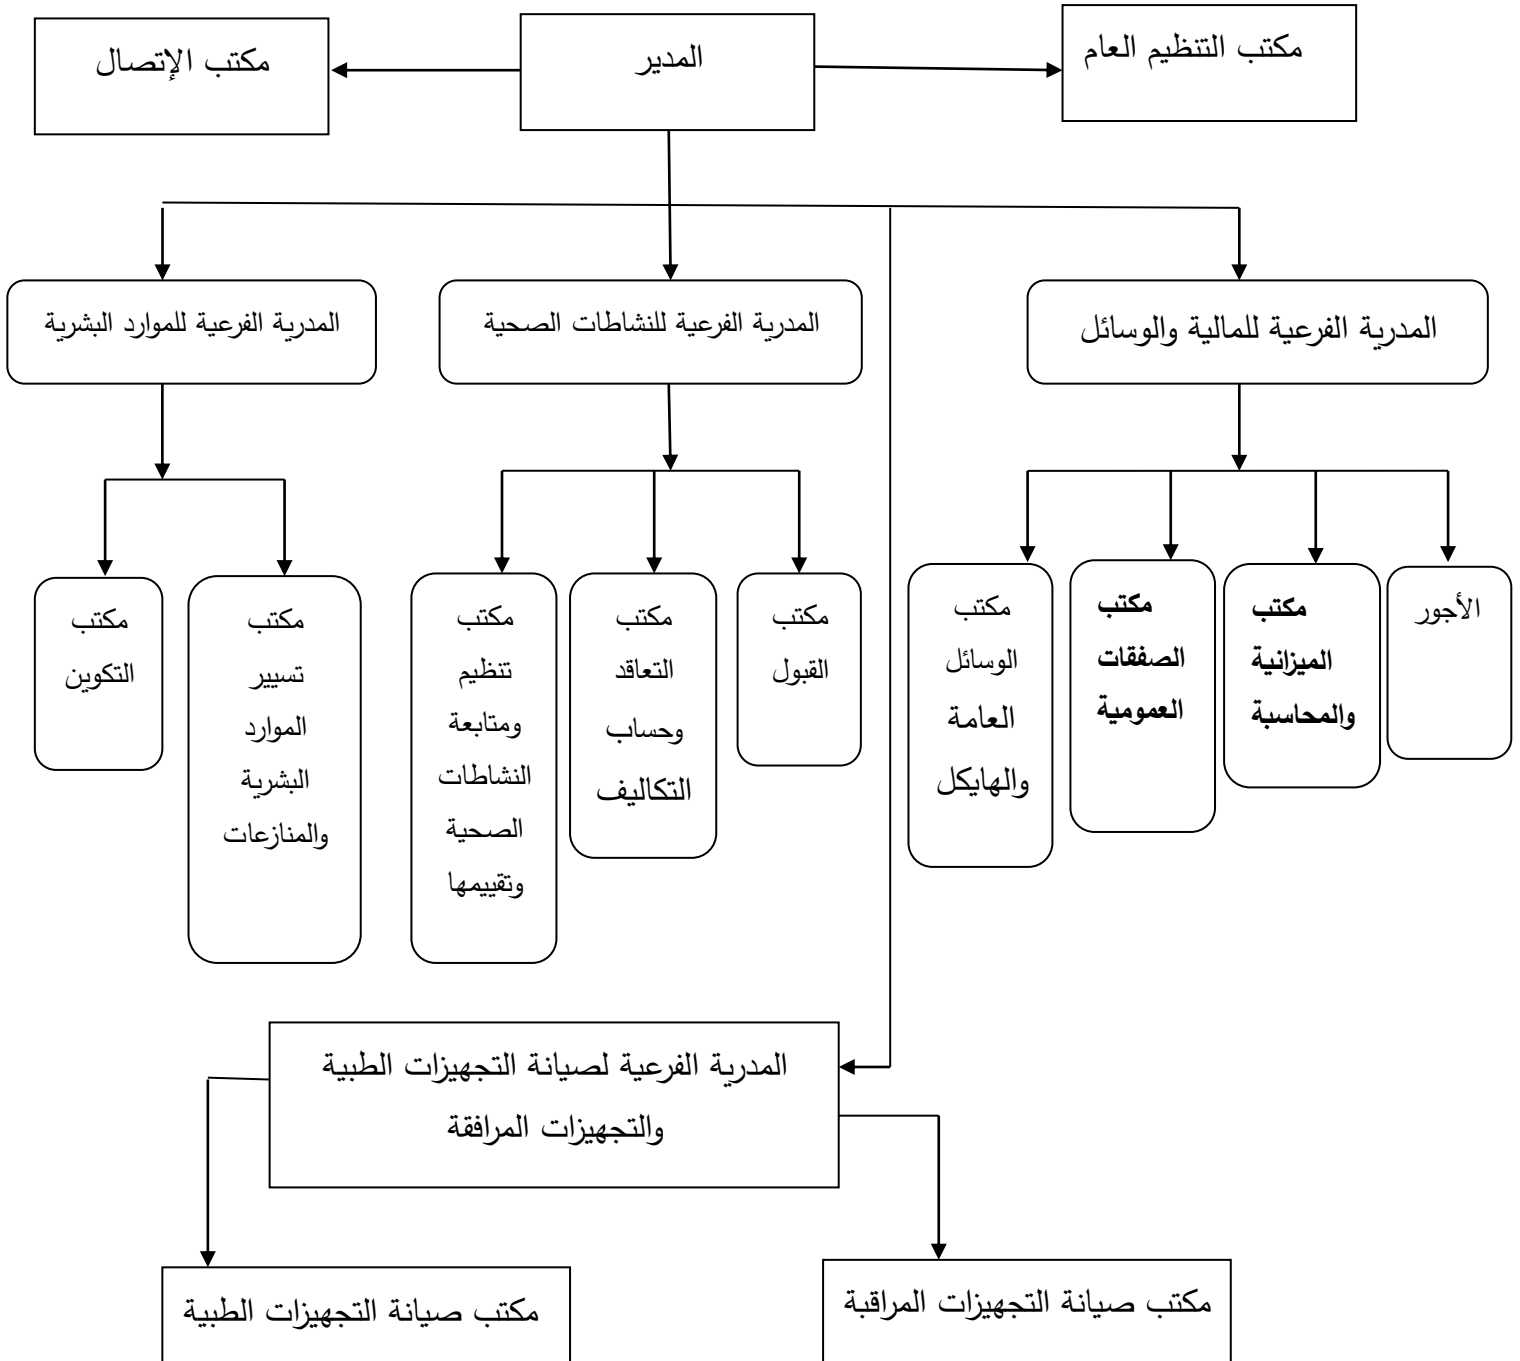 مكتب التنظيم العام
المدير
مكتب الإتصال
المدرية الفرعية للمالية والوسائل
المدرية الفرعية للنشاطات الصحية
المدرية الفرعية للموارد البشرية
الأجور
مكتب
الميزانية
والمحاسبة
مكتب
الصفقات
العمومية
مكتب
الوسائل
العامة
والهايكل
مكتب
القبول
مكتب
التعاقد
وحساب
التكاليف
مكتب
تنظيم
ومتابعة
النشاطات
الصحية
وتقييمها
مكتب
تسيير
الموارد
البشرية
والمنازعات
مكتب
التكوين
المدرية الفرعية لصيانة التجهيزات الطبية
والتجهيزات المرافقة
مكتب صيانة التجهيزات المراقبة
مكتب صيانة التجهيزات الطبية